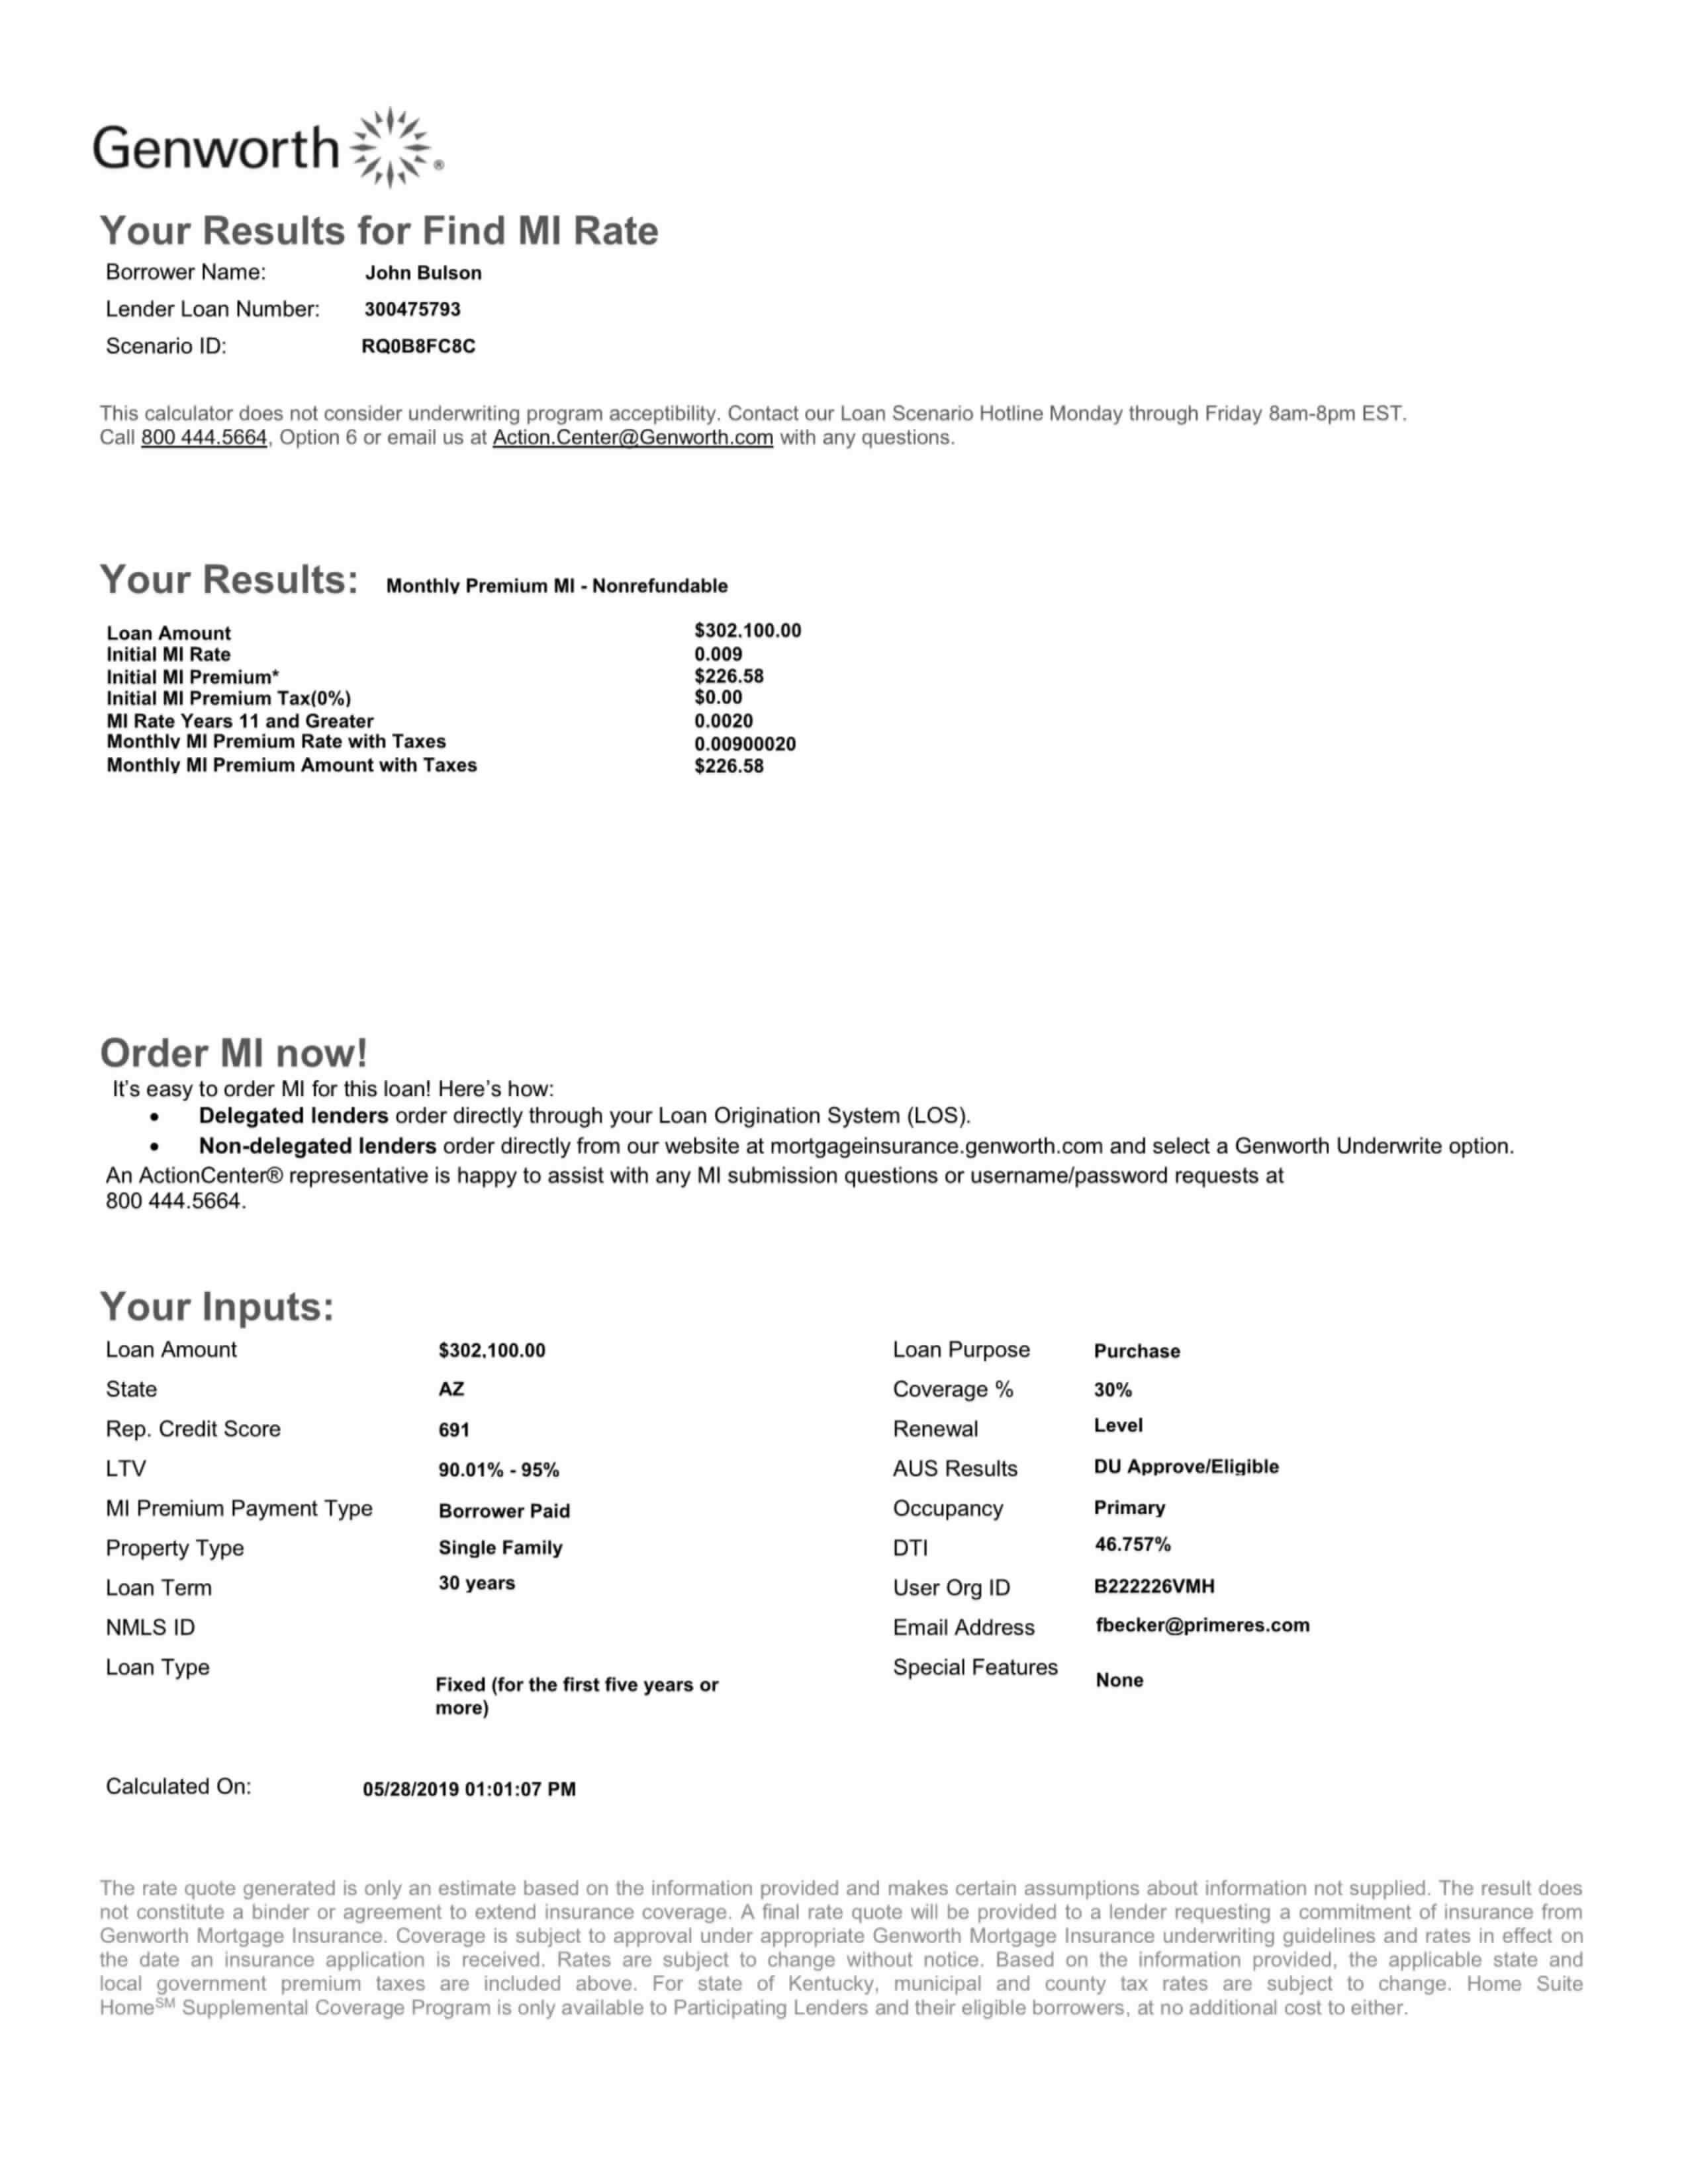 Genworth ®
Your Results for Find MI Rate
Borrower Name: John Bulson
Lender Loan Number: 300475793
Scenario ID: RQ0B8FC8C
This calculator does not consider underwriting program acceptibility. Contact our Loan Scenario Hotline Monday through Friday 8am-8pm EST.
Call 800 444.5664, Option 6 or email us at Action.Center@Genworth.com with any questions.
Your Results: Monthly Premium MI - Nonrefundable
Loan Amount $302,100.00
Initial MI Rate 0.009
Initial MI Premium* $226.58
Initial MI Premium Tax(0%) $0.00
MI Rate Years 11 and Greater 0.0020
Monthly MI Premium Rate with Taxes 0.00900020
Monthly MI Premium Amount with Taxes $226.58
Order MI now!
It’s easy to order MI for this loan! Here’s how:
• Delegated lenders order directly through your Loan Origination System (LOS).
• Non-delegated lenders order directly from our website at mortgageinsurance.genworth.com and select a Genworth Underwrite option.
An ActionCenter® representative is happy to assist with any MI submission questions or username/password requests at
800 444.5664.
Your Inputs:
Loan Amount $302,100.00 Loan Purpose Purchase
State AZ Coverage % 30%
Rep. Credit Score 691 Renewal Level
LTV 90.01% - 95% AUS Results DU Approve/Eligible
MI Premium Payment Type Borrower Paid Occupancy Primary
Property Type Single Family DTI 46.757%
Loan Term 30 years User Org ID B222226VMH
NMLS ID Email Address fbecker@primeres.com
Loan Type Fixed (for the first five years or Special Features None
more)
Calculated On: 05/28/2019 01:01:07 PM
The rate quote generated is only an estimate based on the information provided and makes certain assumptions about information not supplied. The result does
not constitute a binder or agreement to extend insurance coverage. A final rate quote will be provided to a lender requesting a commitment of insurance from
Genworth Mortgage Insurance. Coverage is subject to approval under appropriate Genworth Mortgage Insurance underwriting guidelines and rates in effect on
the date an insurance application is received. Rates are subject to change without notice. Based on the information provided, the applicable state and
local government premium taxes are included above. For state of Kentucky, municipal and county tax rates are subject to change. Home Suite
Home℠ Supplemental Coverage Program is only available to Participating Lenders and their eligible borrowers, at no additional cost to either.